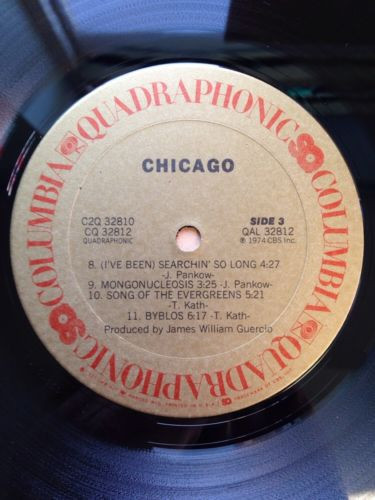 COLUMBIA QUADRAPHONIC SQ COLUMBIA QUADRAPHONIC SQ
CHICAGO
C2Q 32810
CQ 32812
QUADRAPHONIC
SIDE 3
QAL 32812
℗ 1974 CBS Inc.
8. (I'VE BEEN) SEARCHIN' SO LONG 4:27
-J. Pankow-
9. MONGONUCLEOSIS 3:25 -J. Pankow-
10. SONG OF THE EVERGREENS 5:21
-T. Kath-
11. BYBLOS 6:17 -T. Kath-
Produced by James William Guercio